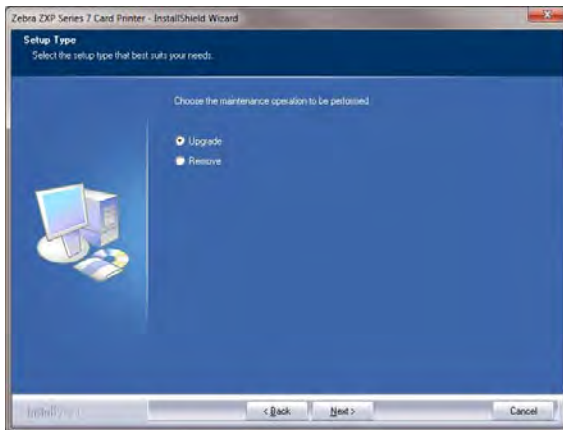 Zebra ZXP Series 7 Card Printer - InstallShield Wizard
Setup Type
Select the setup type that best suits your needs.
Choose the maintenance operation to be performed.
Upgrade
Remove
InstallShield
< Back Next > Cancel